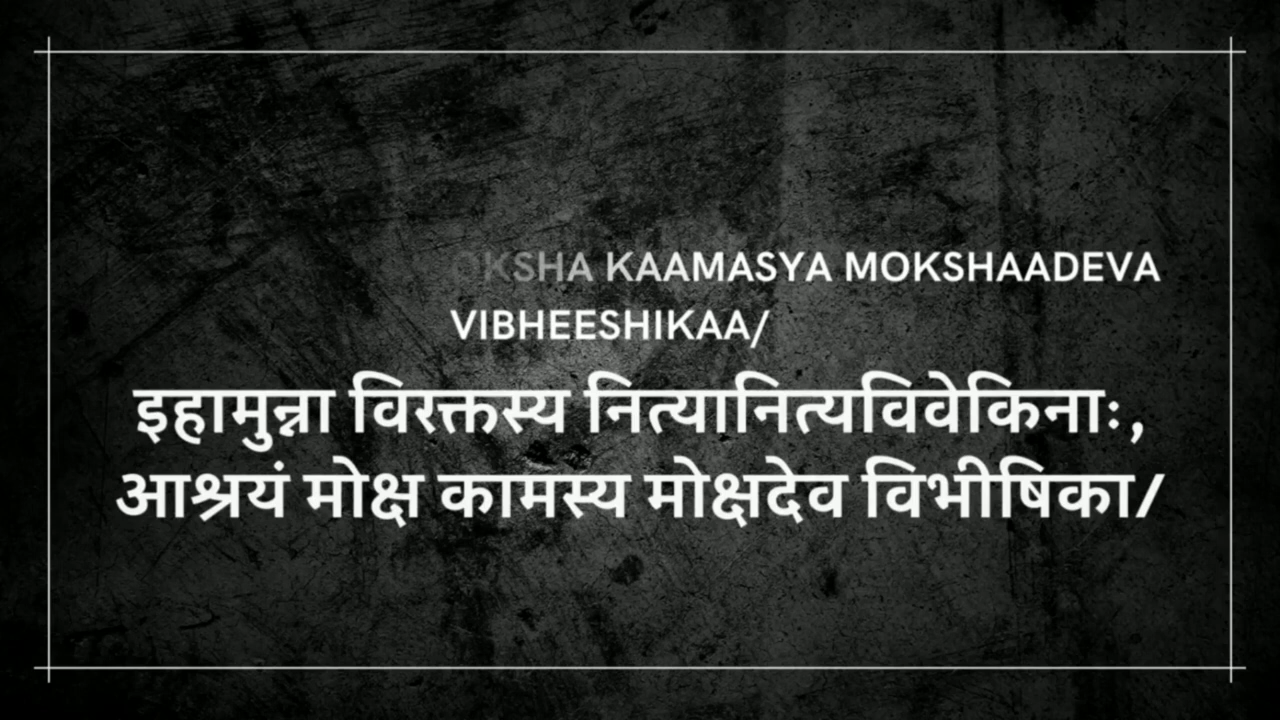 OKSHA KAAMASYA MOKSHAADEVA
VIBHEESHIKAA/
इहामुन्ना विरक्तस्य नित्यानित्यविवेकिनाः,
आश्रयं मोक्ष कामस्य मोक्षदेव विभीषिका/